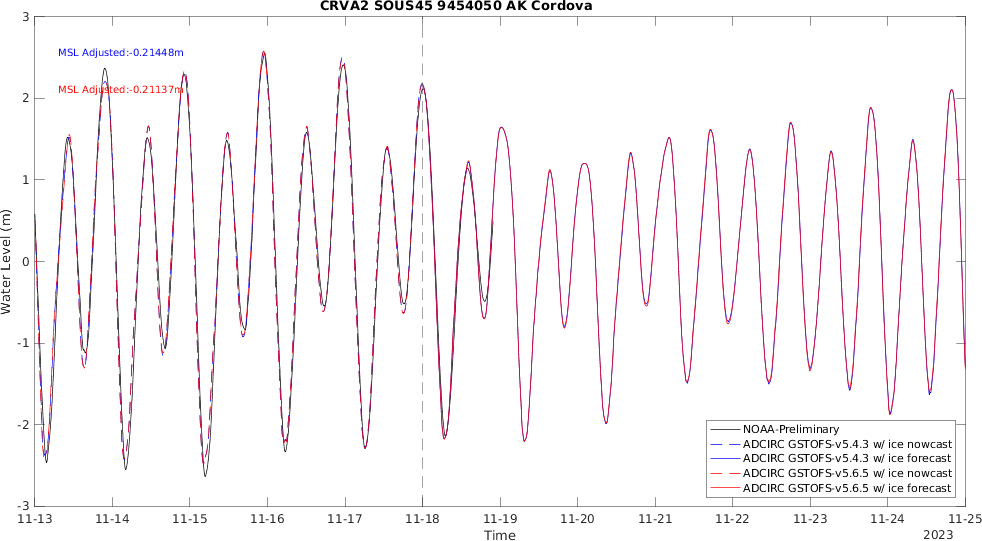 CRVA2 SOUS45 9454050 AK Cordova
MSL Adjusted:-0.21448m
MSL Adjusted:-0.21137m
3
2
1
0
-1
-2
-3
Water Level (m)
NOAA-Preliminary
ADCIRC GSTOFS-v5.4.3 w/ ice nowcast
ADCIRC GSTOFS-v5.4.3 w/ ice forecast
ADCIRC GSTOFS-v5.6.5 w/ ice nowcast
ADCIRC GSTOFS-v5.6.5 w/ ice forecast
11-13 11-14 11-15 11-16 11-17 11-18 11-19 11-20 11-21 11-22 11-23 11-24 11-25
Time
2023